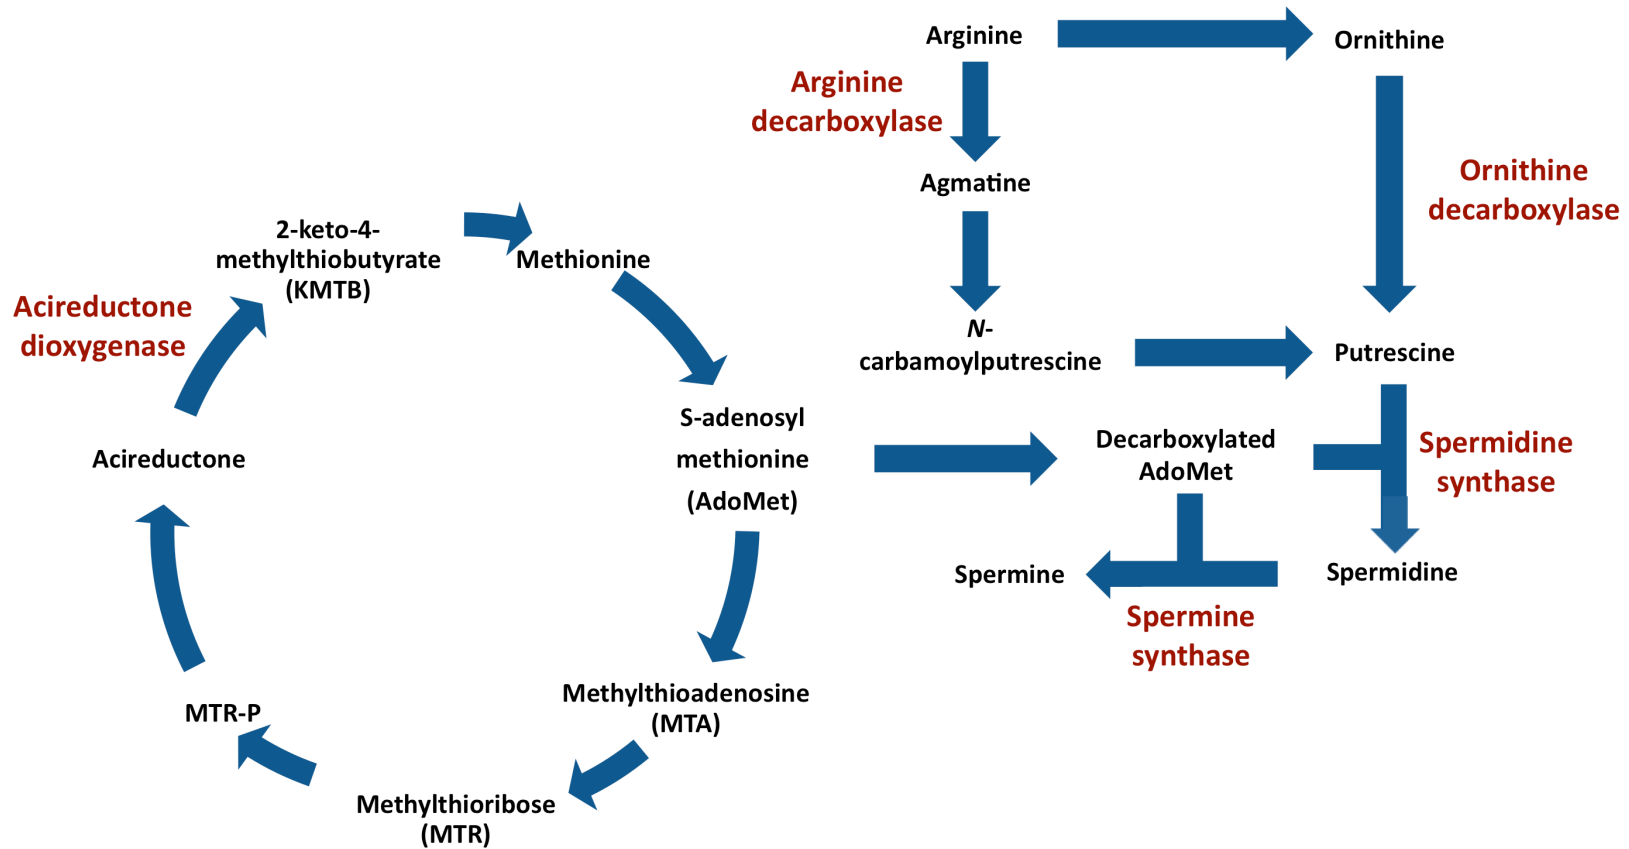 Arginine
Ornithine
Arginine
decarboxylase
Agmatine
Ornithine
decarboxylase
2-keto-4-
methylthiobutyrate
(KMTB)
Methionine
Acireductone
dioxygenase
N-
carbamoylputrescine
Putrescine
S-adenosyl
methionine
(AdoMet)
Decarboxylated
AdoMet
Spermidine
synthase
Acireductone
Spermine
Spermidine
Spermine
synthase
Methylthioadenosine
(MTA)
MTR-P
Methylthioribose
(MTR)